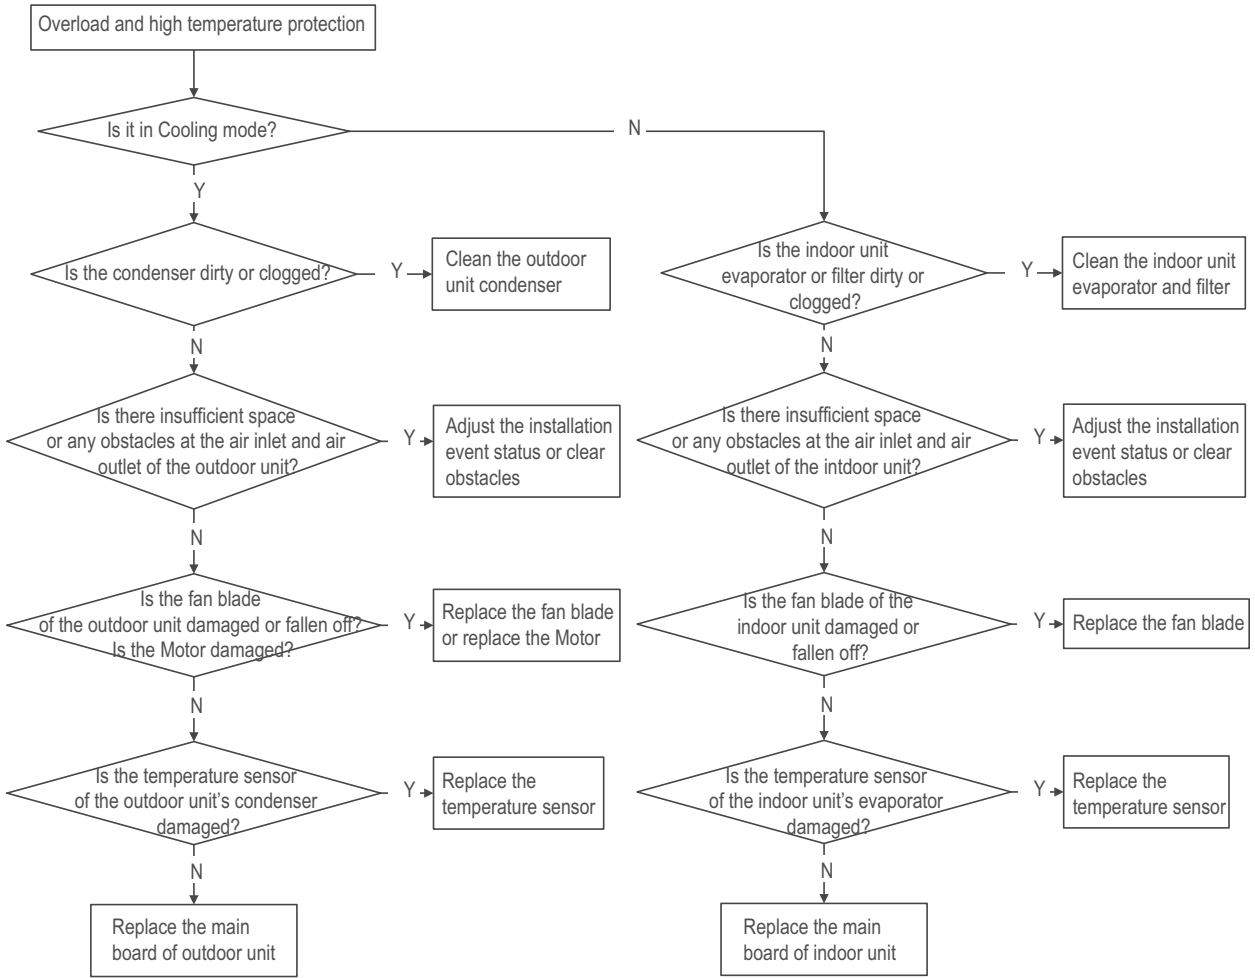 Overload and high temperature protection
Is it in Cooling mode?
N
Y
Is the condenser dirty or clogged?
Y
Clean the outdoor
unit condenser
Is the indoor unit
evaporator or filter dirty or
clogged?
Y
Clean the indoor unit
evaporator and filter
N
N
Is there insufficient space
or any obstacles at the air inlet and air
outlet of the outdoor unit?
Y
Adjust the installation
event status or clear
obstacles
Is there insufficient space
or any obstacles at the air inlet and air
outlet of the intdoor unit?
Y
Adjust the installation
event status or clear
obstacles
N
N
Is the fan blade
of the outdoor unit damaged or fallen off?
Is the Motor damaged?
Y
Replace the fan blade
or replace the Motor
Is the fan blade of the
indoor unit damaged or
fallen off?
Y
Replace the fan blade
N
N
Is the temperature sensor
of the outdoor unit's condenser
damaged?
Y
Replace the
temperature sensor
Is the temperature sensor
of the indoor unit's evaporator
damaged?
Y
Replace the
temperature sensor
N
N
Replace the main
board of outdoor unit
Replace the main
board of indoor unit